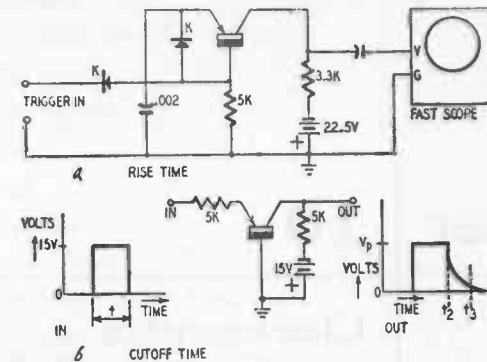 K
K
V
3.3K
G
TRIGGER IN
.002
5K
22.5V
+
FAST SCOPE
a
RISE TIME
IN
5K
OUT
5K
VOLTS
15V
15V
+
VP
VOLTS
0
TIME
t
0
TIME
t2
t3
IN
OUT
b
CUTOFF TIME